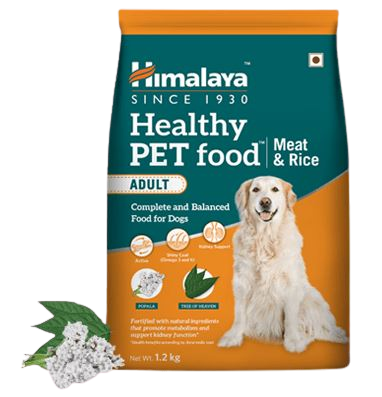 Himalaya™
SINCE 1930
Healthy
PET food™
Meat
& Rice
ADULT
Complete and Balanced
Food for Dogs
Active
Shiny Coat
(Omega 3 and 6)
Kidney Support
POPALA
TREE OF HEAVEN
Fortified with natural ingredients
that promote metabolism and
support kidney function*
Net Wt. 1.2 kg